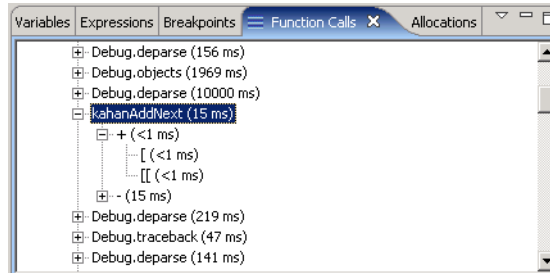 Variables Expressions Breakpoints Function Calls Allocations
Debug.deparse (156 ms)
Debug.objects (1969 ms)
Debug.deparse (10000 ms)
kahanAddNext (15 ms)
+ (<1 ms)
[ (<1 ms)
[[ (<1 ms)
- (15 ms)
Debug.deparse (219 ms)
Debug.traceback (47 ms)
Debug.deparse (141 ms)